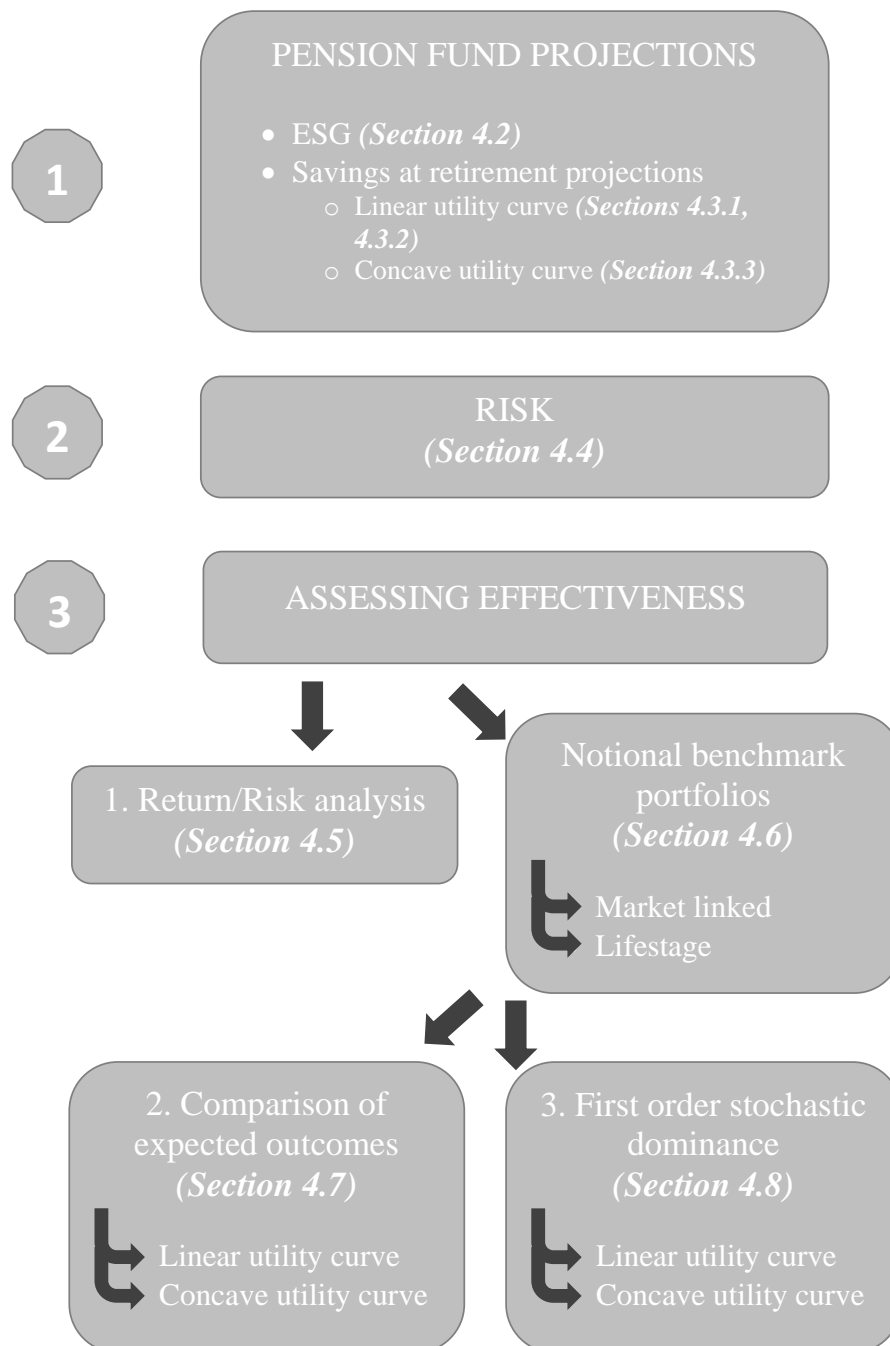 PENSION FUND PROJECTIONS
1
• ESG (Section 4.2)
• Savings at retirement projections
o Linear utility curve (Sections 4.3.1,
4.3.2)
o Concave utility curve (Section 4.3.3)
2
RISK
(Section 4.4)
3
ASSESSING EFFECTIVENESS
1. Return/Risk analysis
(Section 4.5)
Notional benchmark
portfolios
(Section 4.6)
Market linked
Lifestage
2. Comparison of
expected outcomes
(Section 4.7)
Linear utility curve
Concave utility curve
3. First order stochastic
dominance
(Section 4.8)
Linear utility curve
Concave utility curve